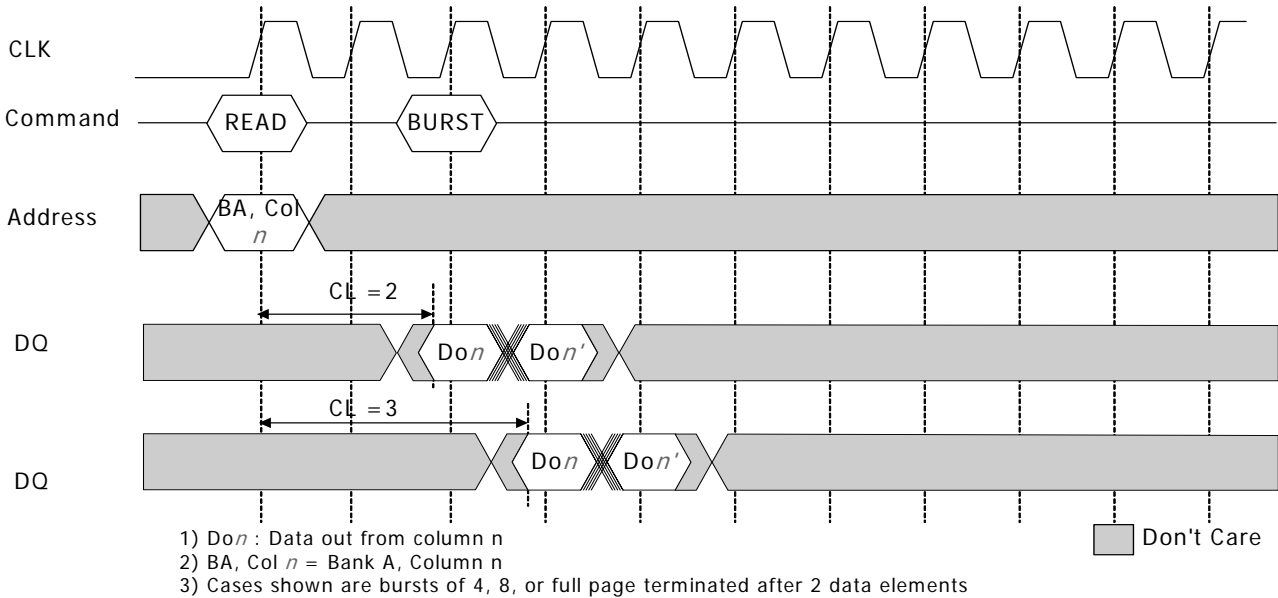 CLK
Command
READ
BURST
Address
BA, Col
n
CL = 2
DQ
Don
Don'
CL = 3
DQ
Don
Don'
1) Don : Data out from column n
2) BA, Col n = Bank A, Column n
3) Cases shown are bursts of 4, 8, or full page terminated after 2 data elements
Don't Care